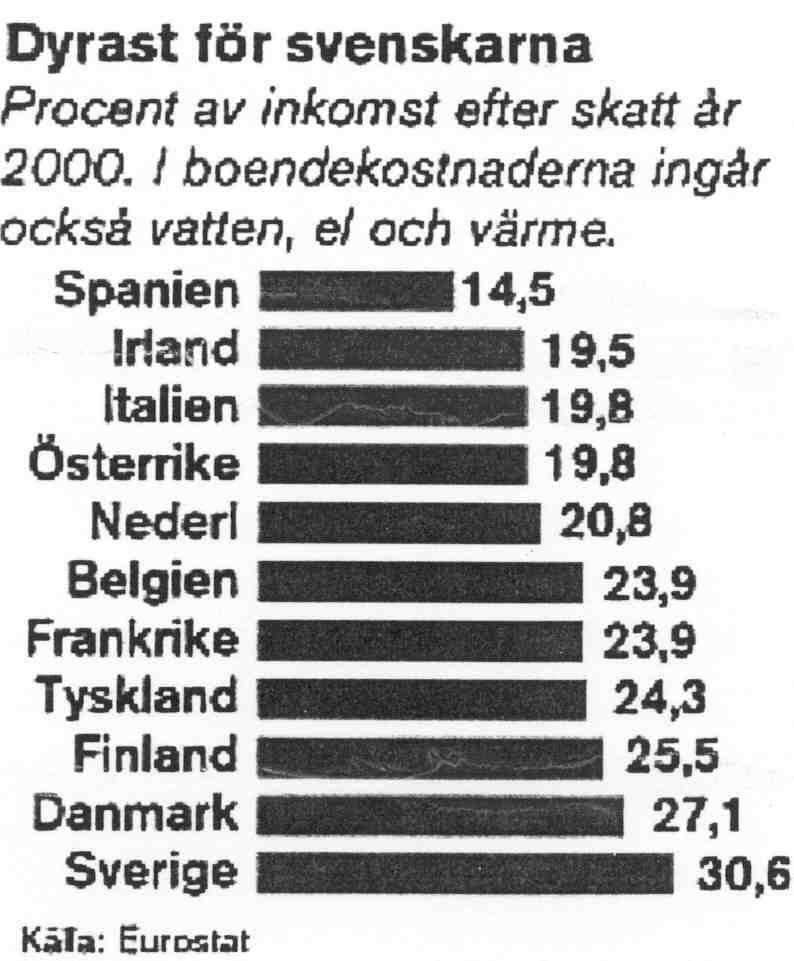 Dyrast för svenskarna
Procent av inkomst efter skatt år
2000. I boendekostnaderna ingår
också vatten, el och värme.
Spanien 14,5
Irland 19,5
Italien 19,8
Österrike 19,8
Nederl 20,8
Belgien 23,9
Frankrike 23,9
Tyskland 24,3
Finland 25,5
Danmark 27,1
Sverige 30,6
Källa: Eurostat